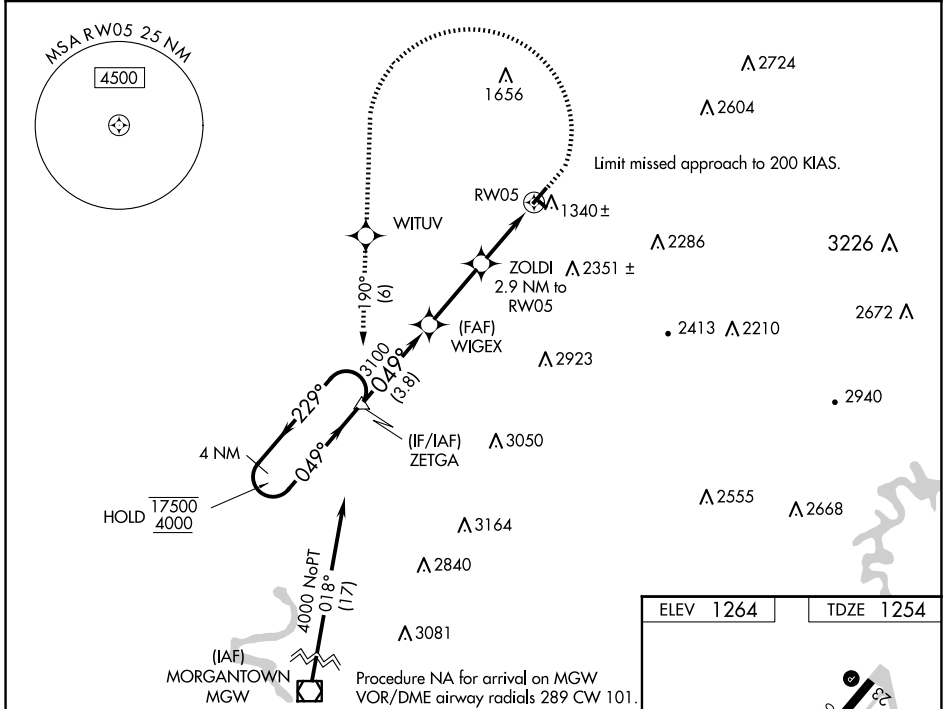 MSA RW05 25 NM
4500
1656
2724
2604
Limit missed approach to 200 KIAS.
RW05
1340 ±
WITUV
2286
3226
ZOLDI
2.9 NM to
RW05
2351 ±
190°
(6)
2672
(FAF)
WIGEX
2413
2210
3100
049°
(3.8)
2923
2940
229°
049°
(IF/IAF)
ZETGA
3050
4 NM
HOLD
17500
4000
2555
2668
3164
4000 NoPT
018°
(17)
2840
ELEV 1264
TDZE 1254
3081
(IAF)
MORGANTOWN
MGW
Procedure NA for arrival on MGW
VOR/DME airway radials 289 CW 101.
P
23